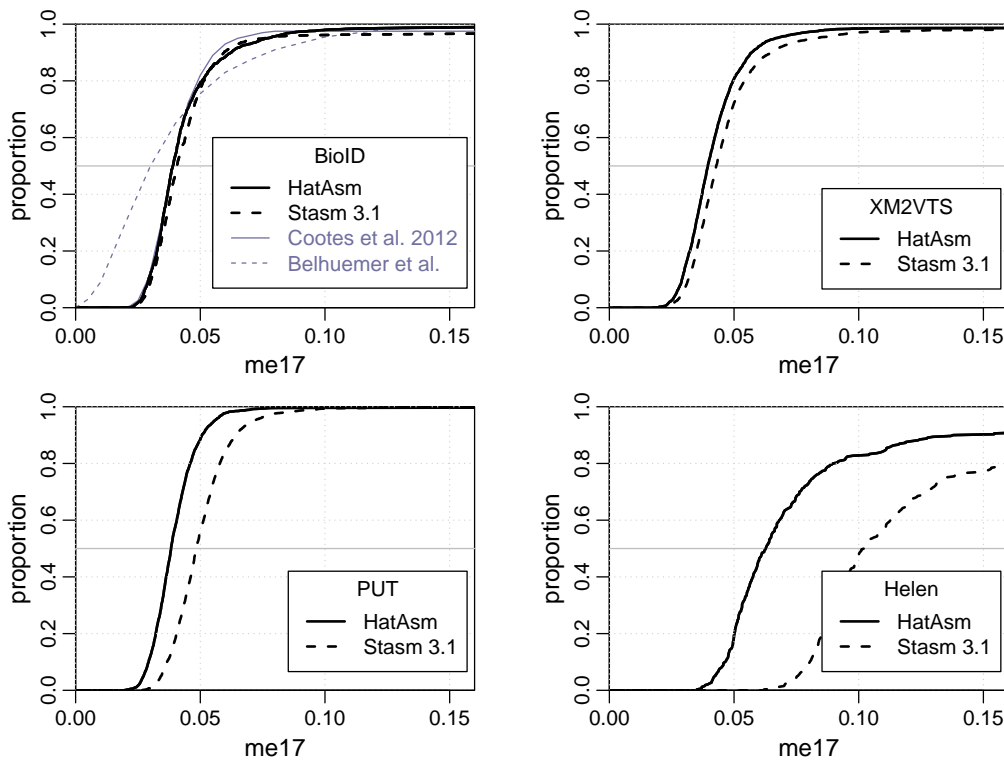 1.0
0.8
0.6
0.4
0.2
0.0
proportion
BioID
HatAsm
Stasm 3.1
Cootes et al. 2012
Belhuemer et al.
0.00 0.05 0.10 0.15
me17
1.0
0.8
0.6
0.4
0.2
0.0
proportion
XM2VTS
HatAsm
Stasm 3.1
0.00 0.05 0.10 0.15
me17
1.0
0.8
0.6
0.4
0.2
0.0
proportion
PUT
HatAsm
Stasm 3.1
0.00 0.05 0.10 0.15
me17
1.0
0.8
0.6
0.4
0.2
0.0
proportion
Helen
HatAsm
Stasm 3.1
0.00 0.05 0.10 0.15
me17